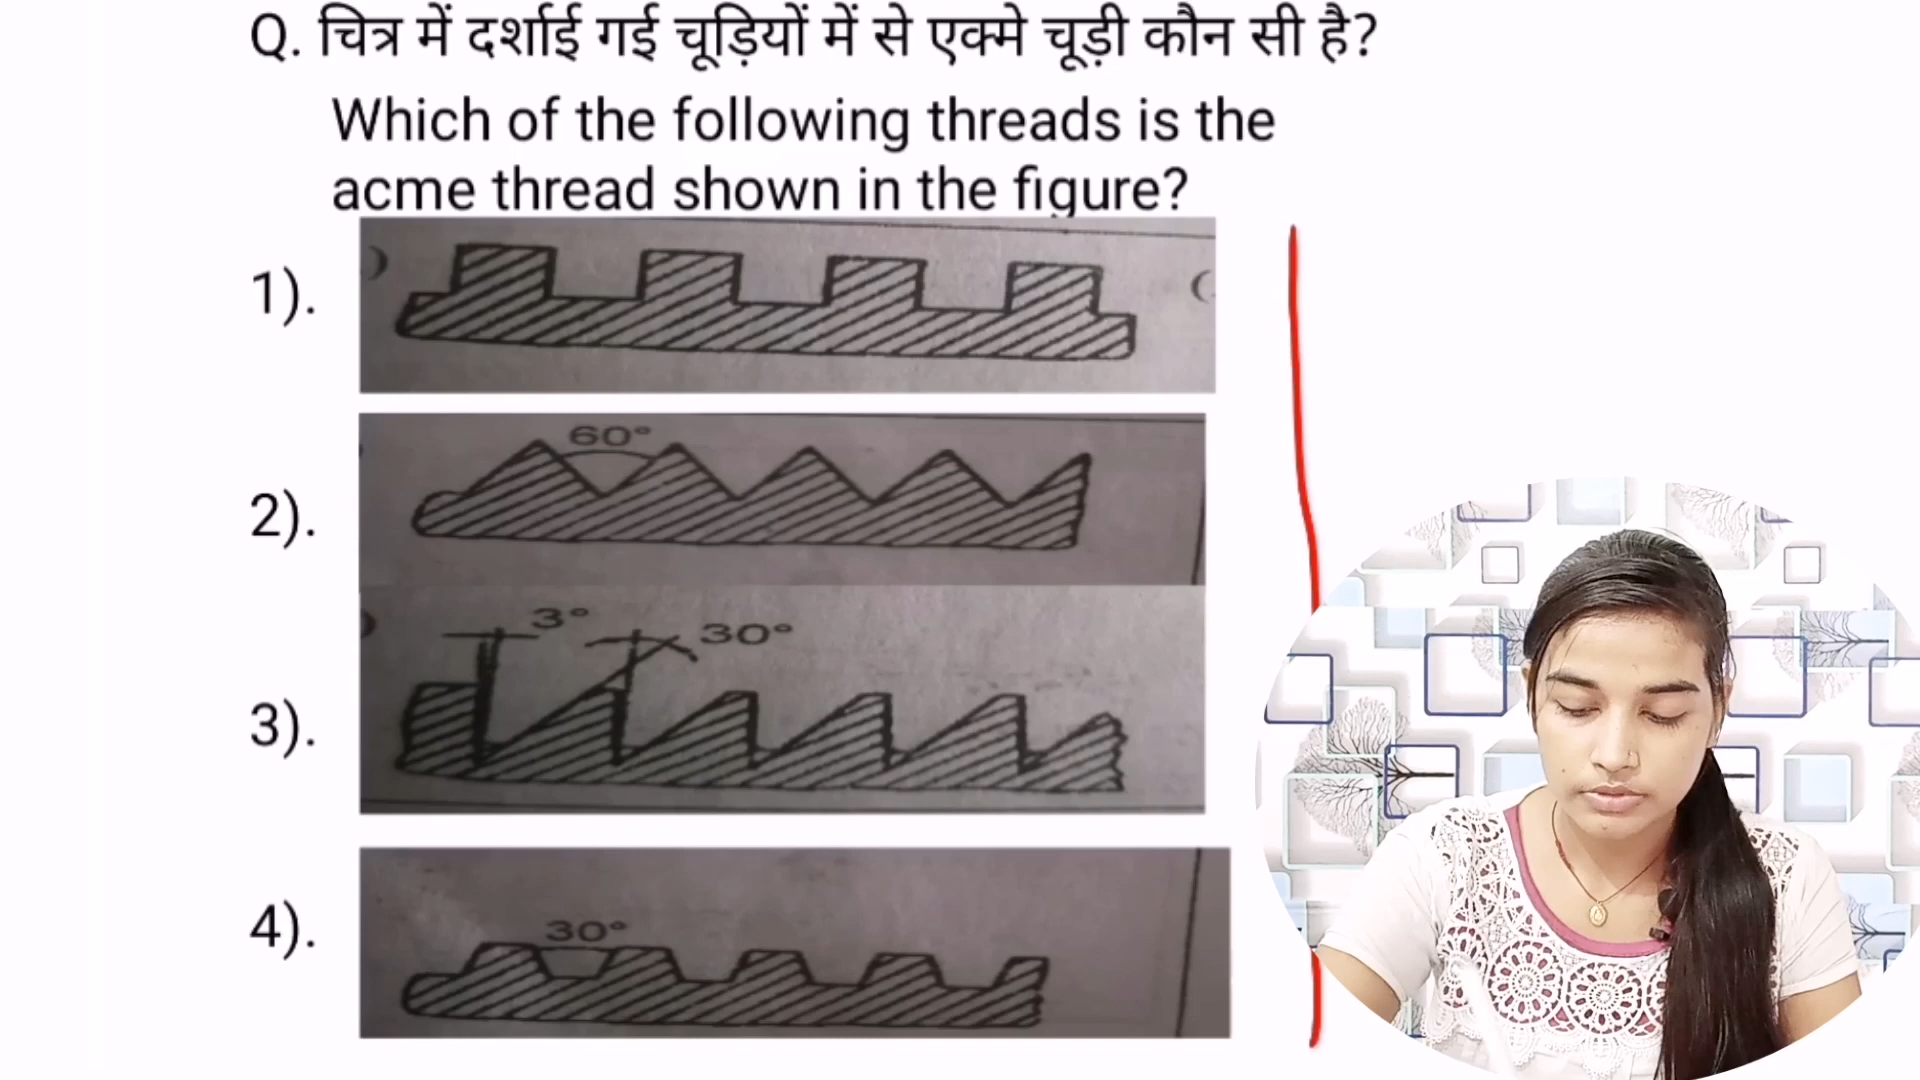 Q. चित्र में दर्शाई गई चूड़ियों में से एक्मे चूड़ी कौन सी है?
Which of the following threads is the
acme thread shown in the figure?
1).
2).
60°
3).
3° 30°
4).
30°